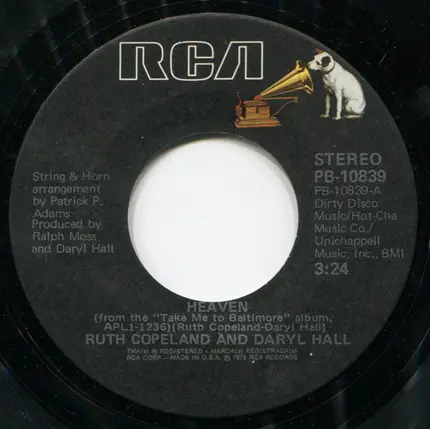 RCA
STEREO
PB-10839
PB-10839-A
Dirty Disco
Music/Hot-Cha
Music Co./
Unichappell
Music, Inc., BMI
3:24
String & Horn
arrangement
by Patrick P.
Adams
Produced by
Ralph Moss
and Daryl Hall
HEAVEN
(from the "Take Me to Baltimore" album,
APL1-1236)(Ruth Copeland-Daryl Hall)
RUTH COPELAND AND DARYL HALL
TMK(s) ® REGISTERED • MARCA(s) REGISTRADA(s)
RCA CORP.—MADE IN U.S.A. ℗ 1976 RCA RECORDS